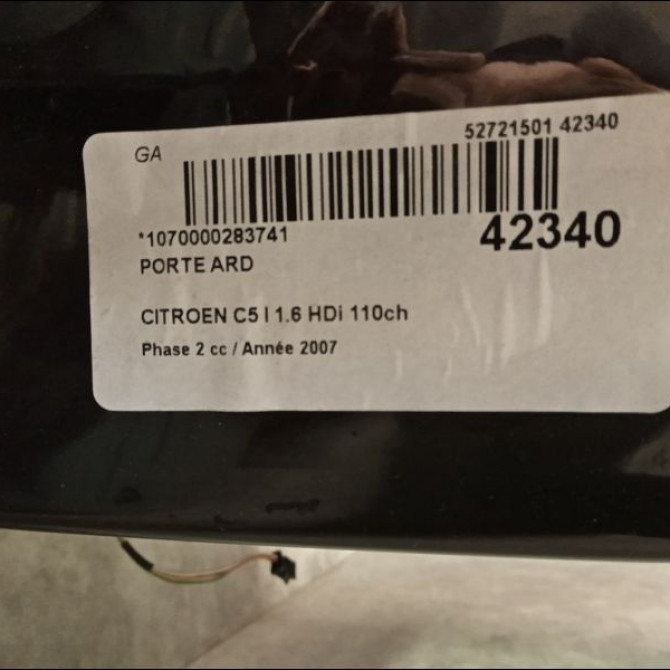 52721501 42340
GA
*1070000283741
42340
PORTE ARD
CITROEN C5 I 1.6 HDi 110ch
Phase 2 cc / Année 2007